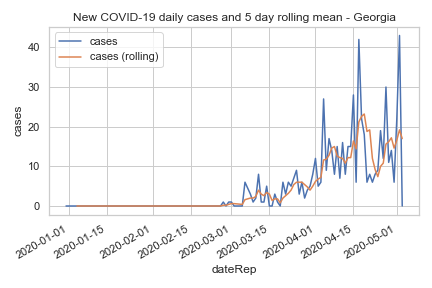 New COVID-19 daily cases and 5 day rolling mean - Georgia
cases
cases (rolling)
cases
40
30
20
10
0
2020-01-01
2020-01-15
2020-02-01
2020-02-15
2020-03-01
2020-03-15
2020-04-01
2020-04-15
2020-05-01
dateRep